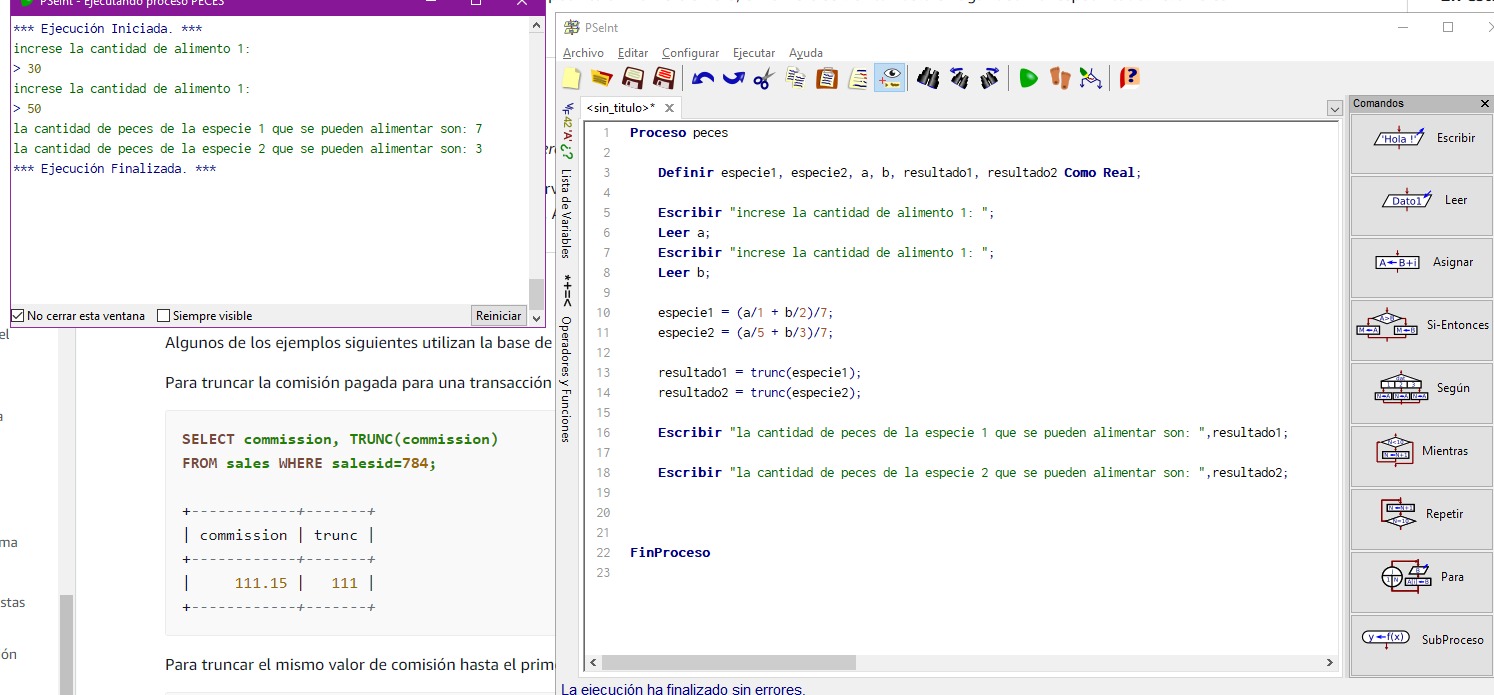 PSeInt - Ejecutando proceso PECES
*** Ejecución Iniciada. ***
increse la cantidad de alimento 1:
> 30
increse la cantidad de alimento 1:
> 50
la cantidad de peces de la especie 1 que se pueden alimentar son: 7
la cantidad de peces de la especie 2 que se pueden alimentar son: 3
*** Ejecución Finalizada. ***
No cerrar esta ventana
Siempre visible
Reiniciar
el
Algunos de los ejemplos siguientes utilizan la base de
Para truncar la comisión pagada para una transacción
SELECT commission, TRUNC(commission)
FROM sales WHERE salesid=784;
+------------+-------+
| commission | trunc |
+------------+-------+
| 111.15 | 111 |
+------------+-------+
Para truncar el mismo valor de comisión hasta el prim
a
ma
stas
ón
PSeInt
Archivo Editar Configurar Ejecutar Ayuda
<sin_titulo>*
Lista de Variables
*+=<
Operadores y Funciones
1 Proceso peces
2
3 Definir especie1, especie2, a, b, resultado1, resultado2 Como Real;
4
5 Escribir "increse la cantidad de alimento 1: ";
6 Leer a;
7 Escribir "increse la cantidad de alimento 1: ";
8 Leer b;
9
10 especie1 = (a/1 + b/2)/7;
11 especie2 = (a/5 + b/3)/7;
12
13 resultado1 = trunc(especie1);
14 resultado2 = trunc(especie2);
15
16 Escribir "la cantidad de peces de la especie 1 que se pueden alimentar son: ",resultado1;
17
18 Escribir "la cantidad de peces de la especie 2 que se pueden alimentar son: ",resultado2;
19
20
21
22 FinProceso
23
Comandos
'Hola !' Escribir
Dato1 Leer
A←B+i Asignar
A>B M←A M←B Si-Entonces
Según
Mientras
Repetir
Para
y←f(x) SubProceso
La ejecución ha finalizado sin errores.